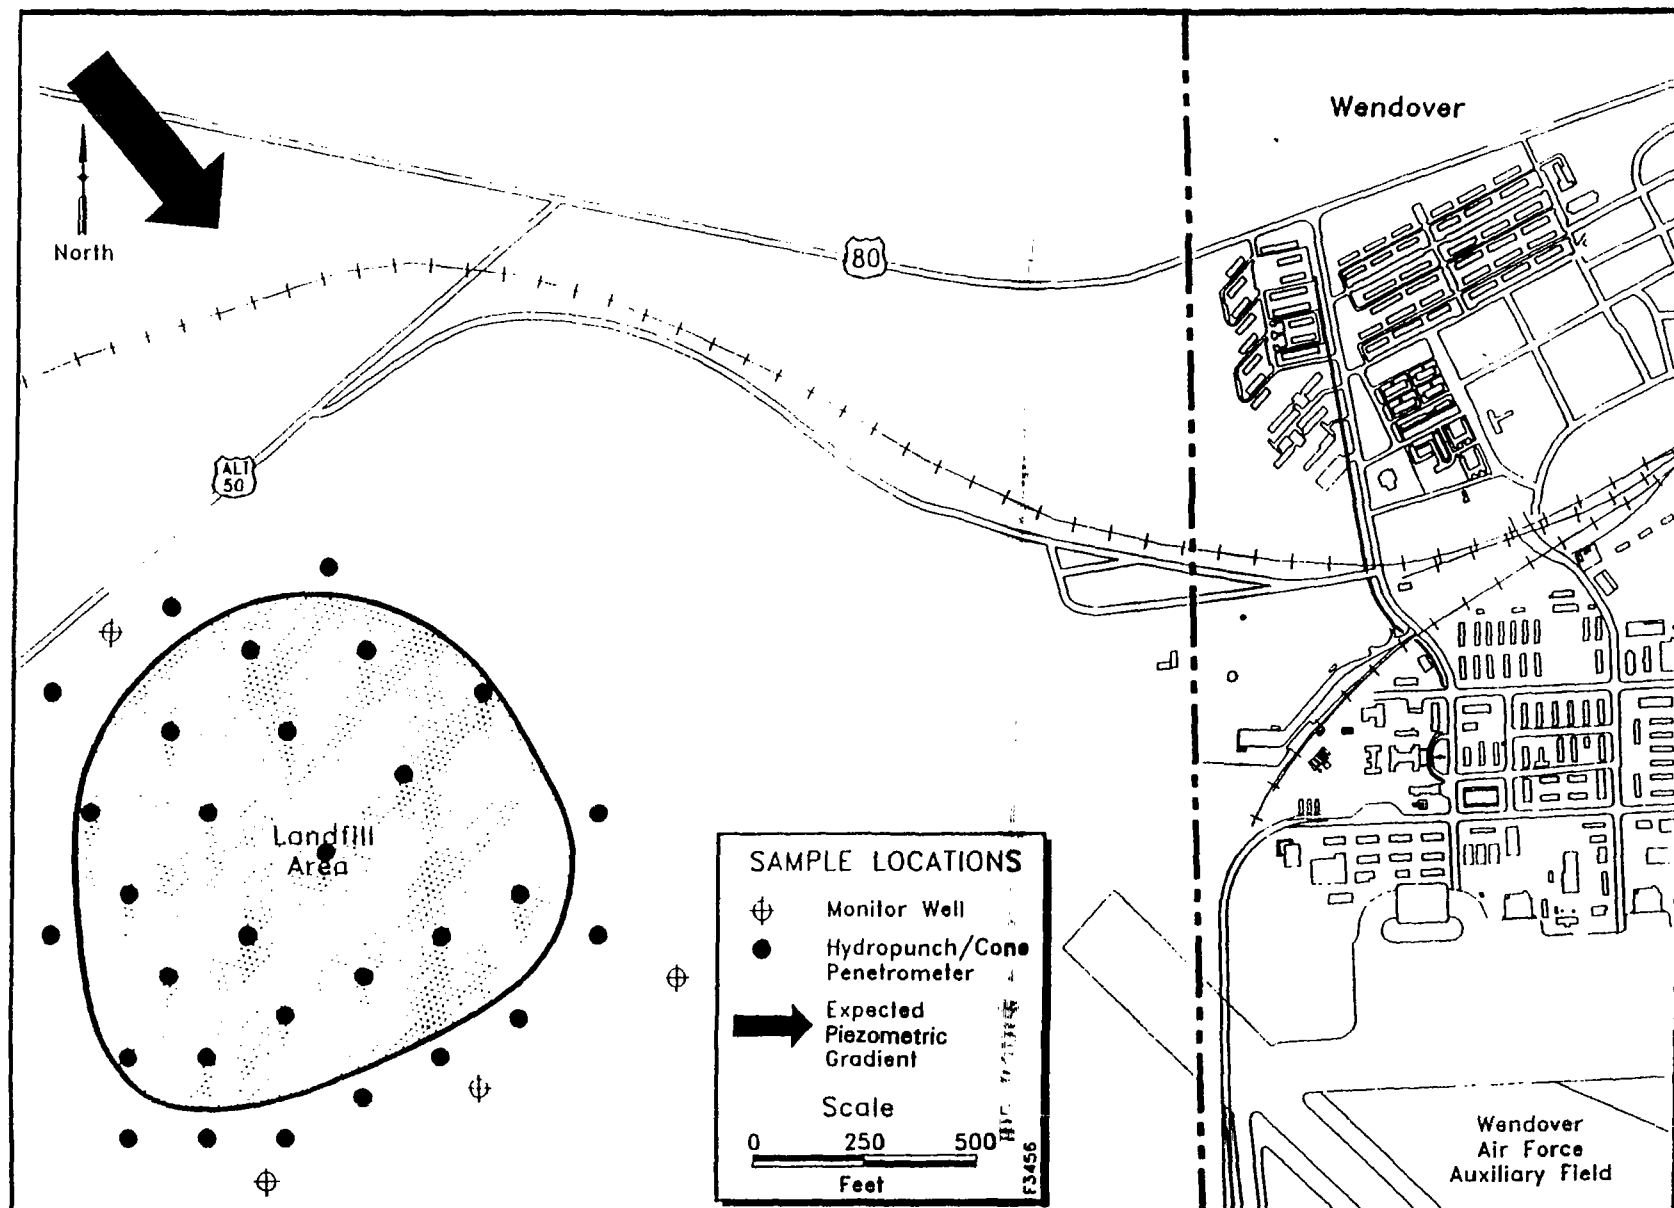 Wendover
North
80
ALT
50
Landfill
Area
SAMPLE LOCATIONS
Monitor Well
Hydropunch/Cone
Penetrometer
Expected
Piezometric
Gradient
Scale
0 250 500
Feet
F3456
Wendover
Air Force
Auxiliary Field